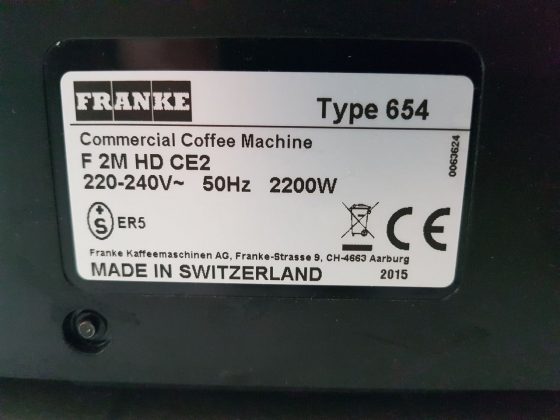 FRANKE
Type 654
Commercial Coffee Machine
F 2M HD CE2
220-240V~ 50Hz 2200W
0063624
+S ER5
CE
Franke Kaffeemaschinen AG, Franke-Strasse 9, CH-4663 Aarburg
MADE IN SWITZERLAND
2015